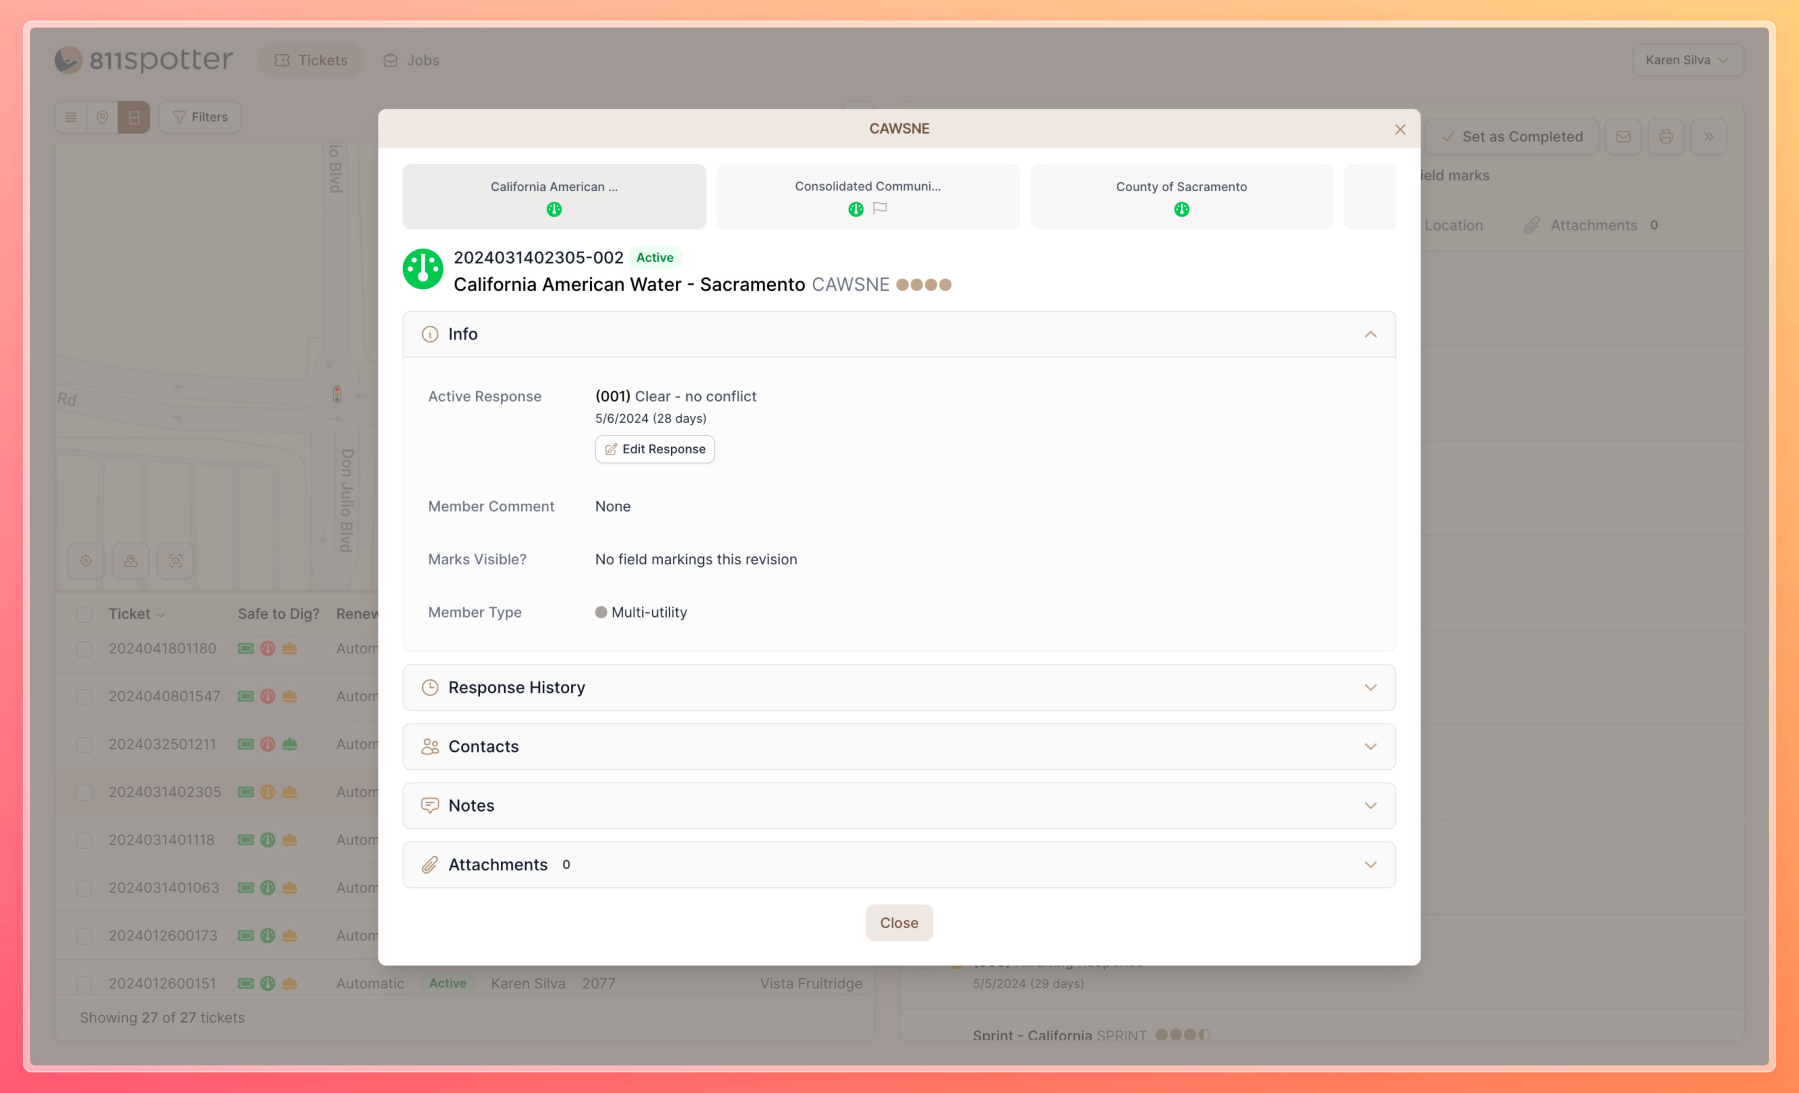 811spotter
Tickets
Jobs
Karen Silva
Filters
CAWSNE
Set as Completed
California American ...
Consolidated Communi...
County of Sacramento
ield marks
Location
Attachments 0
2024031402305-002 Active
California American Water - Sacramento CAWSNE
Info
Active Response
(001) Clear - no conflict
5/6/2024 (28 days)
Edit Response
Member Comment
None
Marks Visible?
No field markings this revision
Member Type
Multi-utility
Response History
Contacts
Notes
Attachments 0
Close
io Blvd
Rd
Don Julio Blvd
Ticket
Safe to Dig?
Renew
2024041801180 Autom
2024040801547 Autom
2024032501211 Autom
2024031402305 Autom
2024031401118 Autom
2024031401063 Autom
2024012600173 Autom
2024012600151 Automatic Active Karen Silva 2077 Vista Fruitridge
Showing 27 of 27 tickets
Awaiting Response
5/5/2024 (29 days)
Sprint - California SPRINT